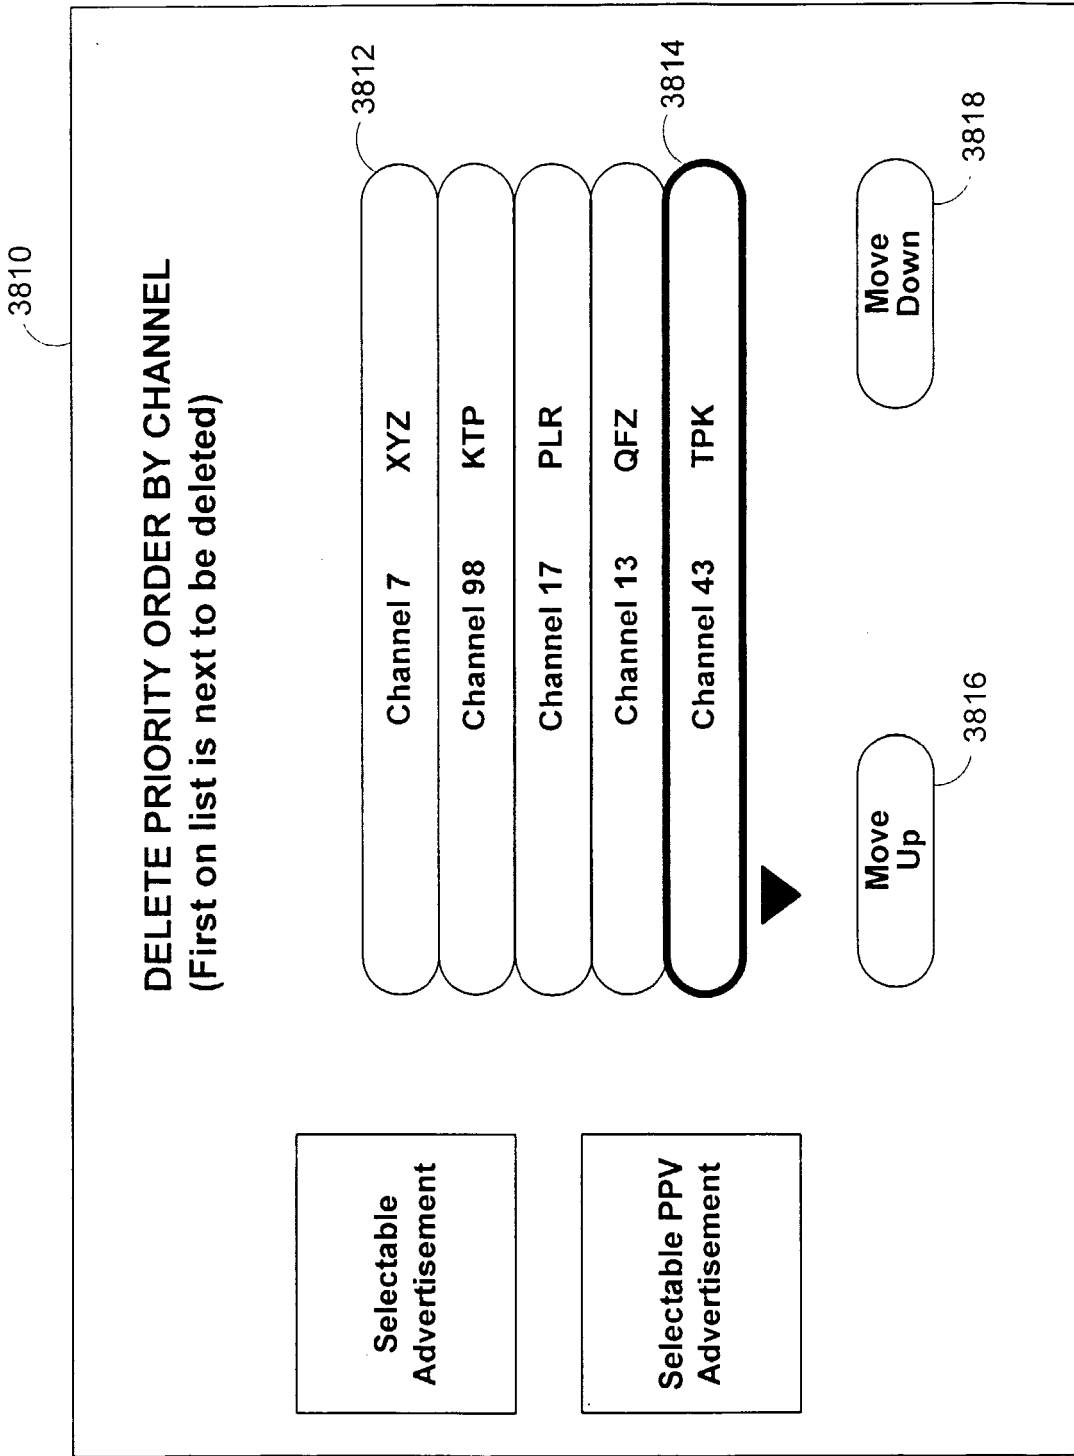 3810
DELETE PRIORITY ORDER BY CHANNEL
(First on list is next to be deleted)
Selectable
Advertisement
Selectable PPV
Advertisement
Channel 7 XYZ
3812
Channel 98 KTP
Channel 17 PLR
Channel 13 QFZ
Channel 43 TPK
3814
Move
Up
3816
Move
Down
3818